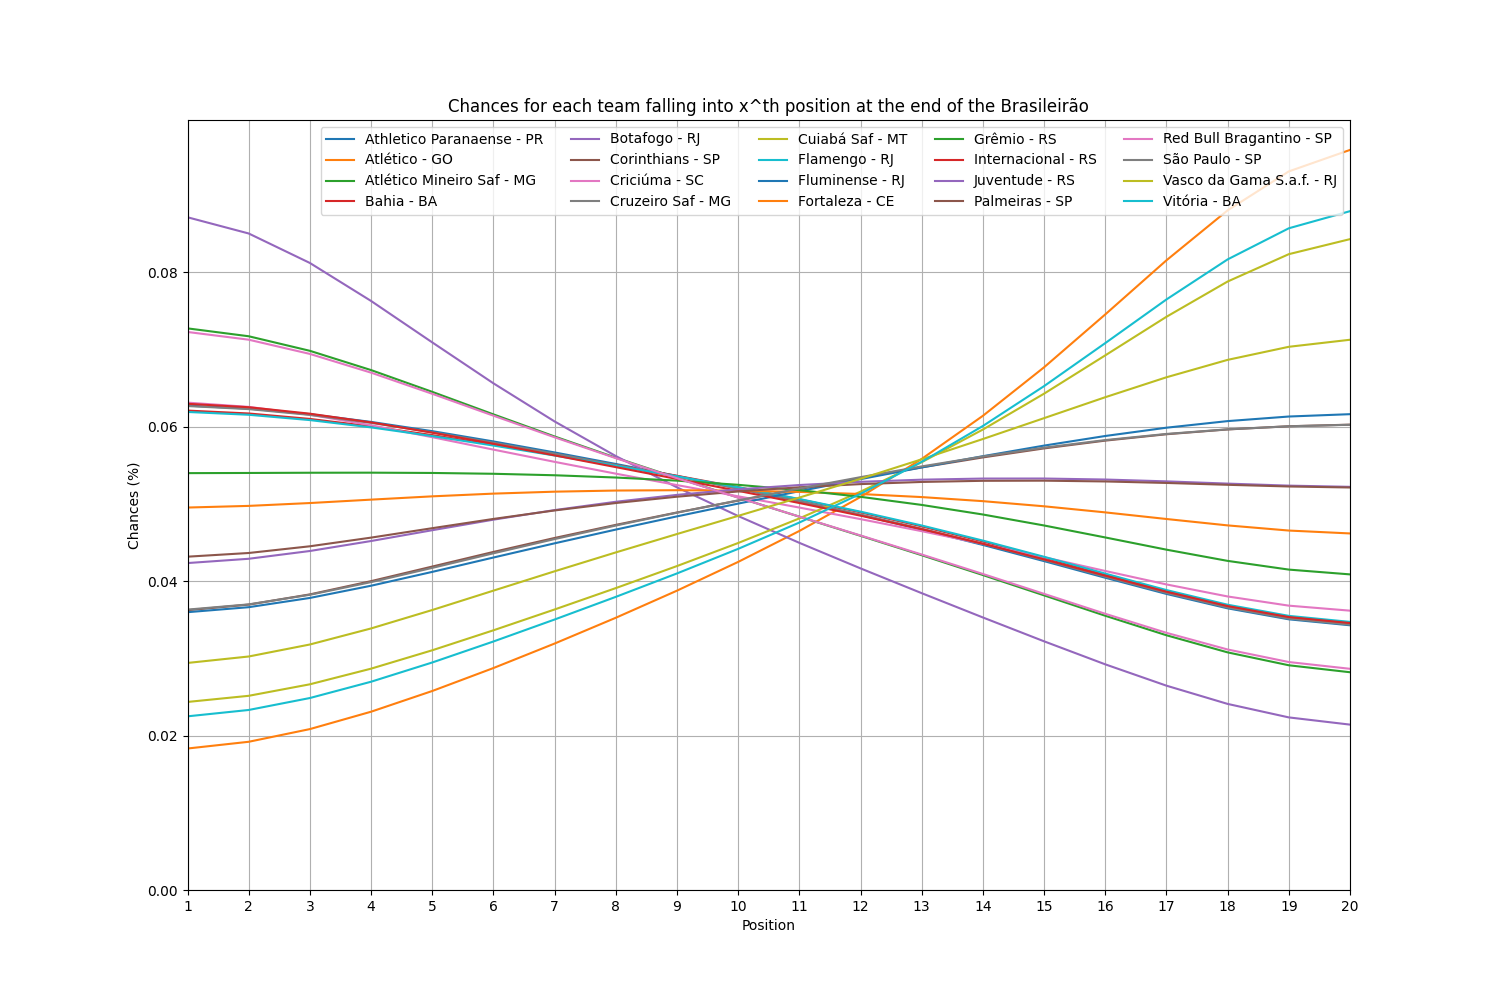 Chances for each team falling into x^th position at the end of the Brasileirão
Athletico Paranaense - PR
Atlético - GO
Atlético Mineiro Saf - MG
Bahia - BA
Botafogo - RJ
Corinthians - SP
Criciúma - SC
Cruzeiro Saf - MG
Cuiabá Saf - MT
Flamengo - RJ
Fluminense - RJ
Fortaleza - CE
Grêmio - RS
Internacional - RS
Juventude - RS
Palmeiras - SP
Red Bull Bragantino - SP
São Paulo - SP
Vasco da Gama S.a.f. - RJ
Vitória - BA
Chances (%)
0.08
0.06
0.04
0.02
0.00
1 2 3 4 5 6 7 8 9 10 11 12 13 14 15 16 17 18 19 20
Position